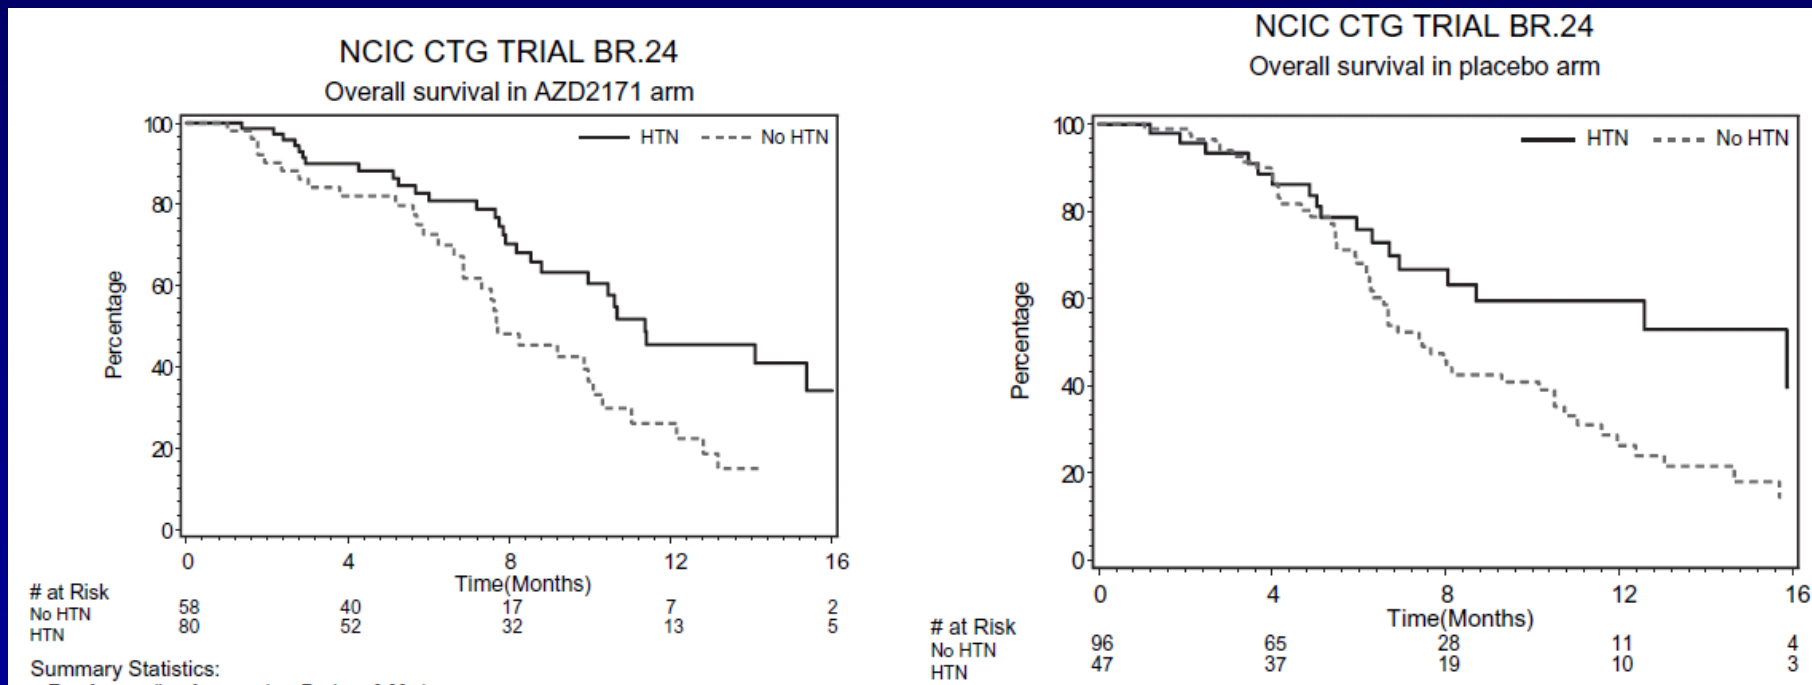 NCIC CTG TRIAL BR.24
Overall survival in AZD2171 arm
HTN No HTN
100
80
60
40
20
0
Percentage
0 4 8 12 16
Time(Months)
# at Risk
No HTN 58 40 17 7 2
HTN 80 52 32 13 5
Summary Statistics:
NCIC CTG TRIAL BR.24
Overall survival in placebo arm
HTN No HTN
100
80
60
40
20
0
Percentage
0 4 8 12 16
Time(Months)
# at Risk
No HTN 96 65 28 11 4
HTN 47 37 19 10 3